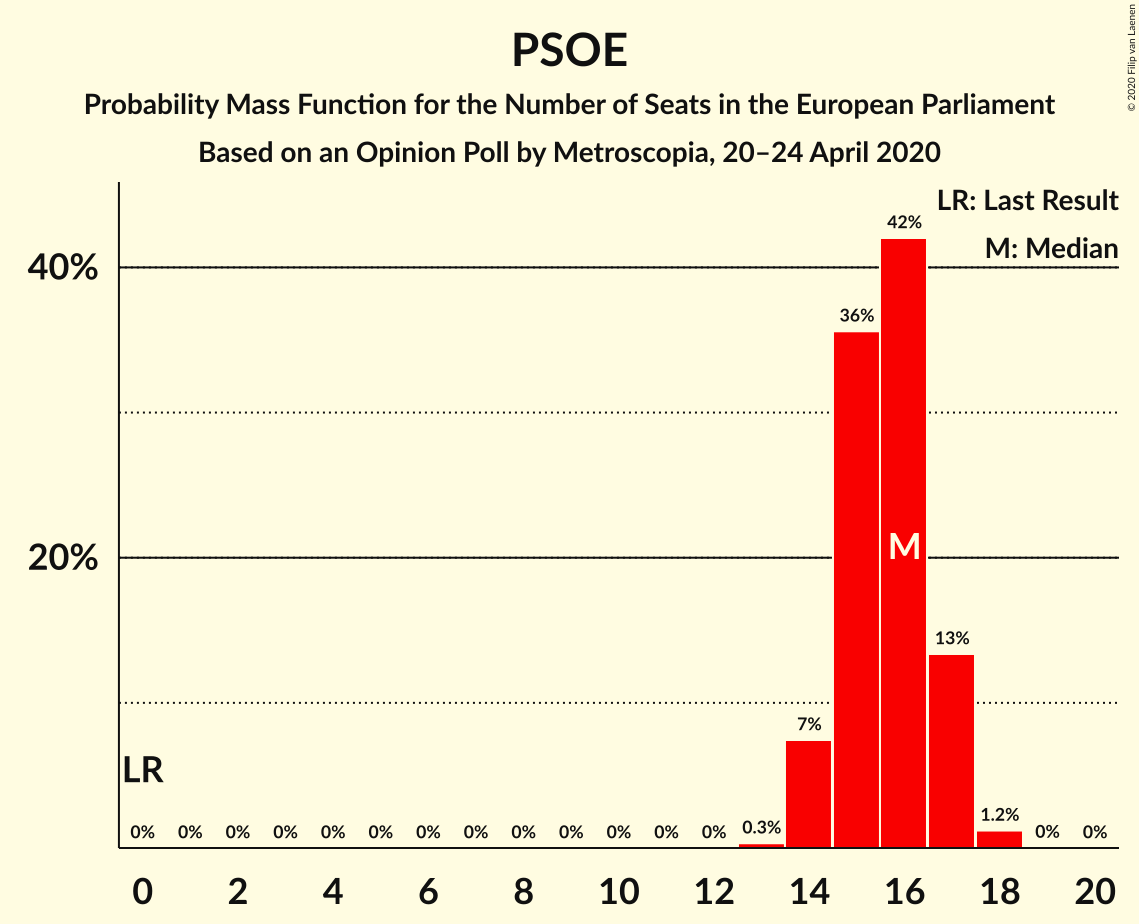 PSOE
Probability Mass Function for the Number of Seats in the European Parliament
Based on an Opinion Poll by Metroscopia, 20–24 April 2020
© 2020 Filip van Laenen
LR: Last Result
M: Median
40%
20%
42%
36%
M
13%
7%
LR
0% 0% 0% 0% 0% 0% 0% 0% 0% 0% 0% 0% 0% 0.3% 1.2% 0% 0%
0 2 4 6 8 10 12 14 16 18 20